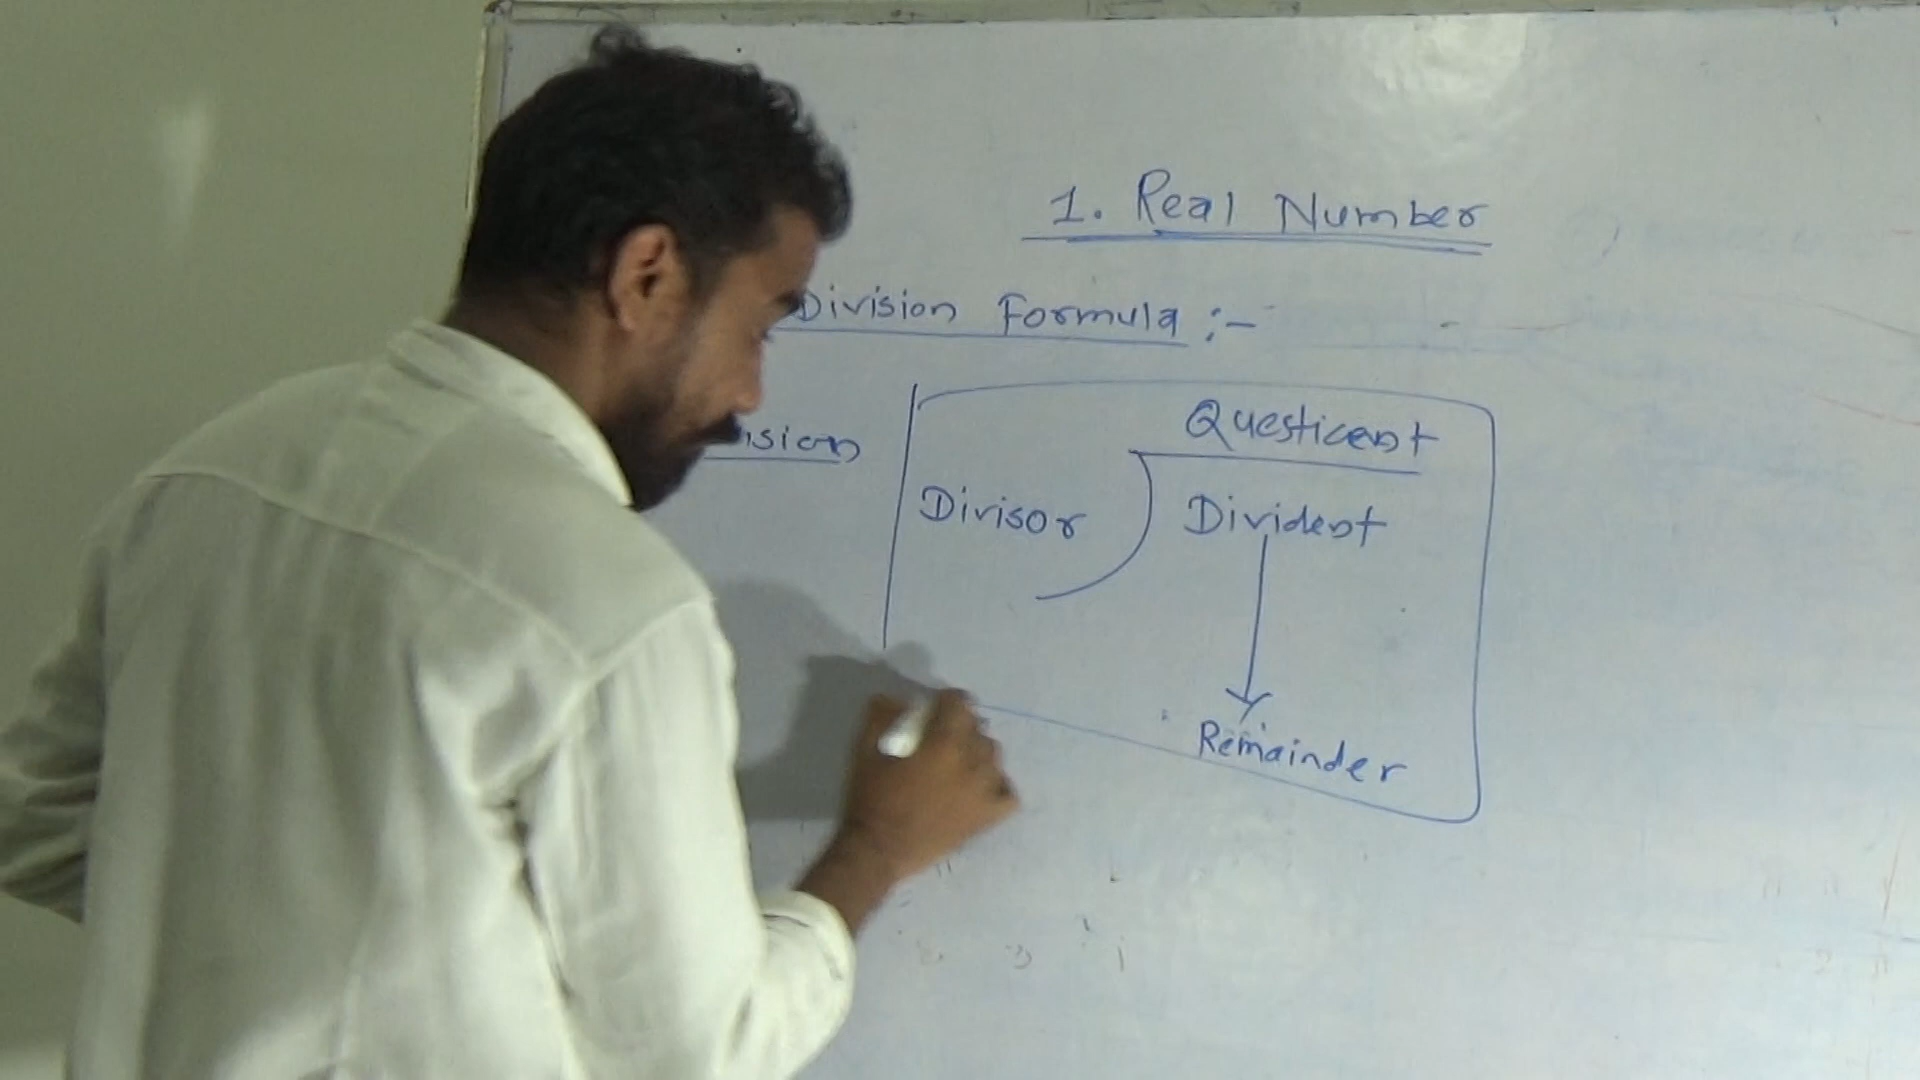 1. Real Number
Division Formula :-
Questicent
Divisor
Divident
Remainder